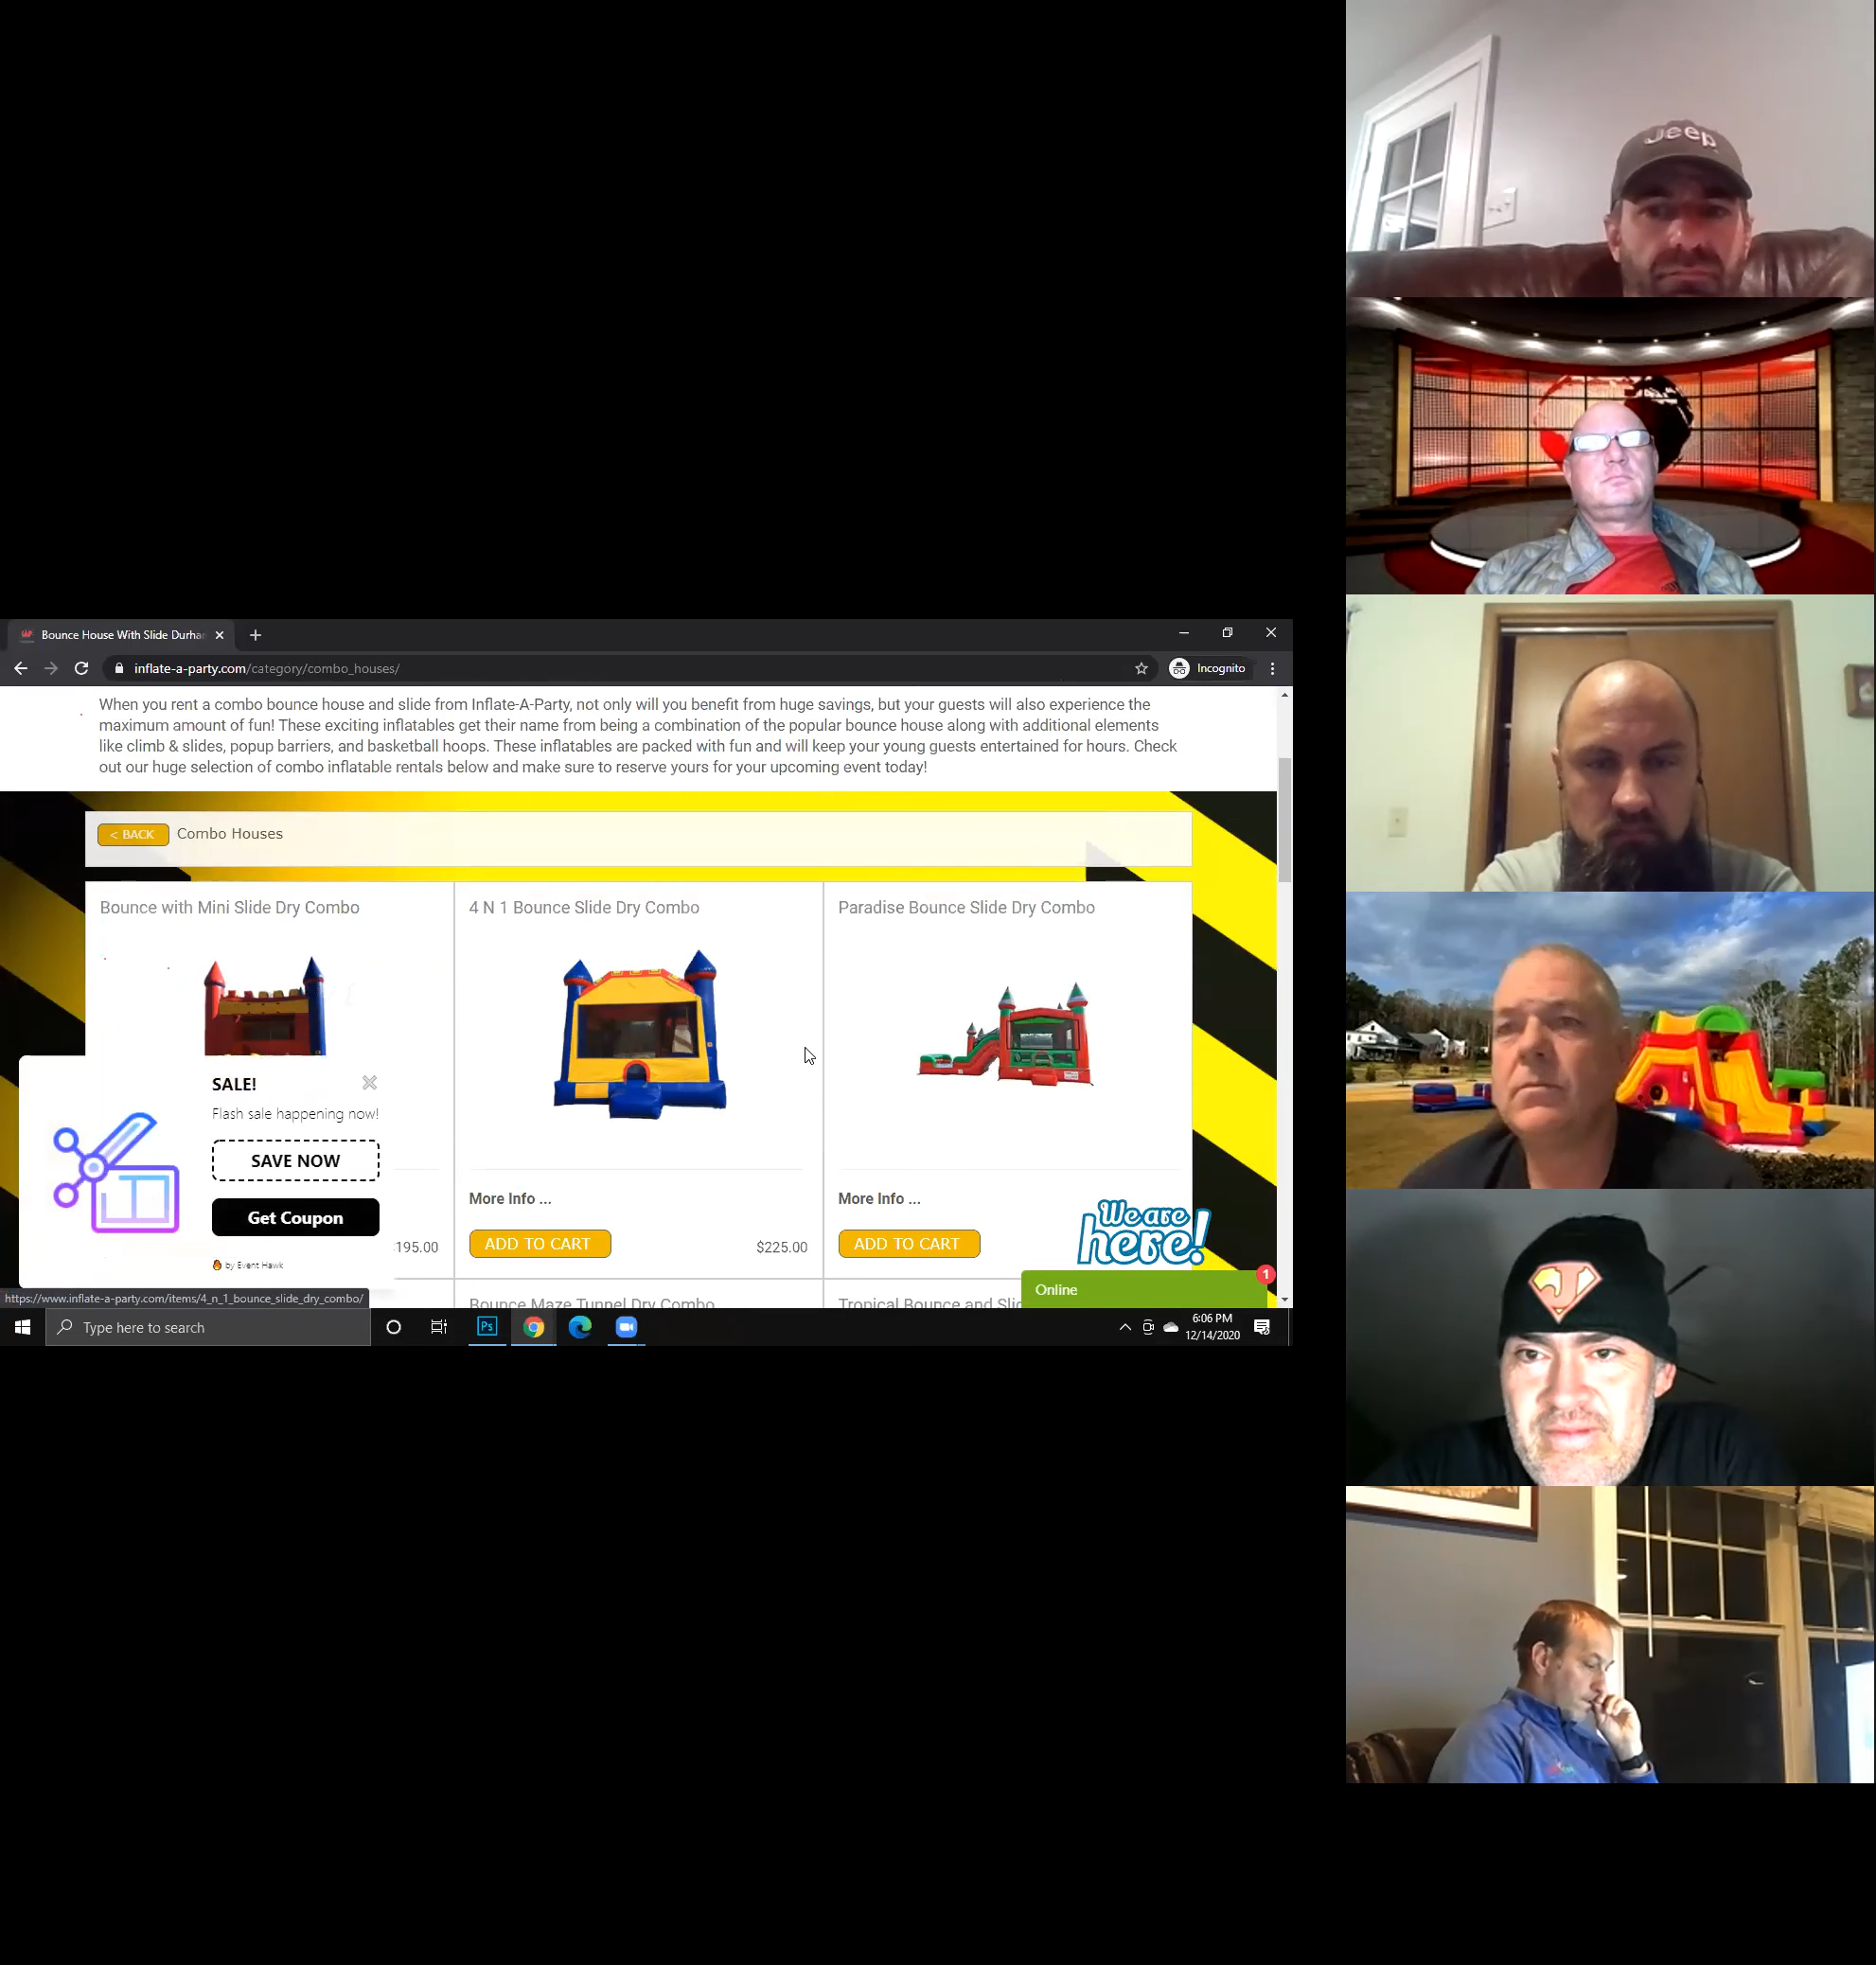 Jeep
Bounce House With Slide Durha
inflate-a-party.com/category/combo_houses/
Incognito
When you rent a combo bounce house and slide from Inflate-A-Party, not only will you benefit from huge savings, but your guests will also experience the
maximum amount of fun! These exciting inflatables get their name from being a combination of the popular bounce house along with additional elements
like climb & slides, popup barriers, and basketball hoops. These inflatables are packed with fun and will keep your young guests entertained for hours. Check
out our huge selection of combo inflatable rentals below and make sure to reserve yours for your upcoming event today!
< BACK Combo Houses
Bounce with Mini Slide Dry Combo
4 N 1 Bounce Slide Dry Combo
Paradise Bounce Slide Dry Combo
SALE!
Flash sale happening now!
SAVE NOW
Get Coupon
by Event Hawk
195.00
More Info ...
ADD TO CART
$225.00
More Info ...
ADD TO CART
We are
here!
1
Online
Bounce Maze Tunnel Dry Combo
Tropical Bounce and Slid
https://www.inflate-a-party.com/items/4_n_1_bounce_slide_dry_combo/
Type here to search
Ps
6:06 PM
12/14/2020
J